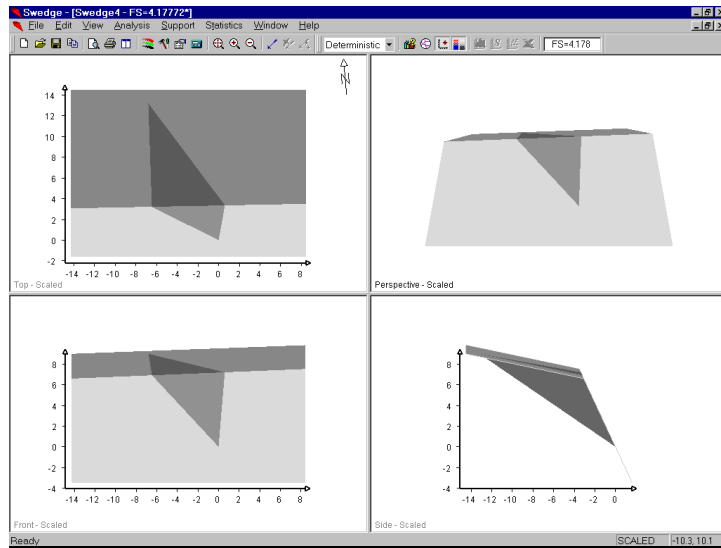 Swedge - [Swedge4 - FS=4.17772*]
File Edit View Analysis Support Statistics Window Help
Deterministic FS=4.178
N
14
12
10
8
6
4
2
0
-2
-14 -12 -10 -8 -6 -4 -2 0 2 4 6 8
Top - Scaled
Perspective - Scaled
8
6
4
2
0
-2
-4
-14 -12 -10 -8 -6 -4 -2 0 2 4 6 8
Front - Scaled
8
6
4
2
0
-2
-4
-14 -12 -10 -8 -6 -4 -2 0
Side - Scaled
Ready SCALED -10.3, 10.1